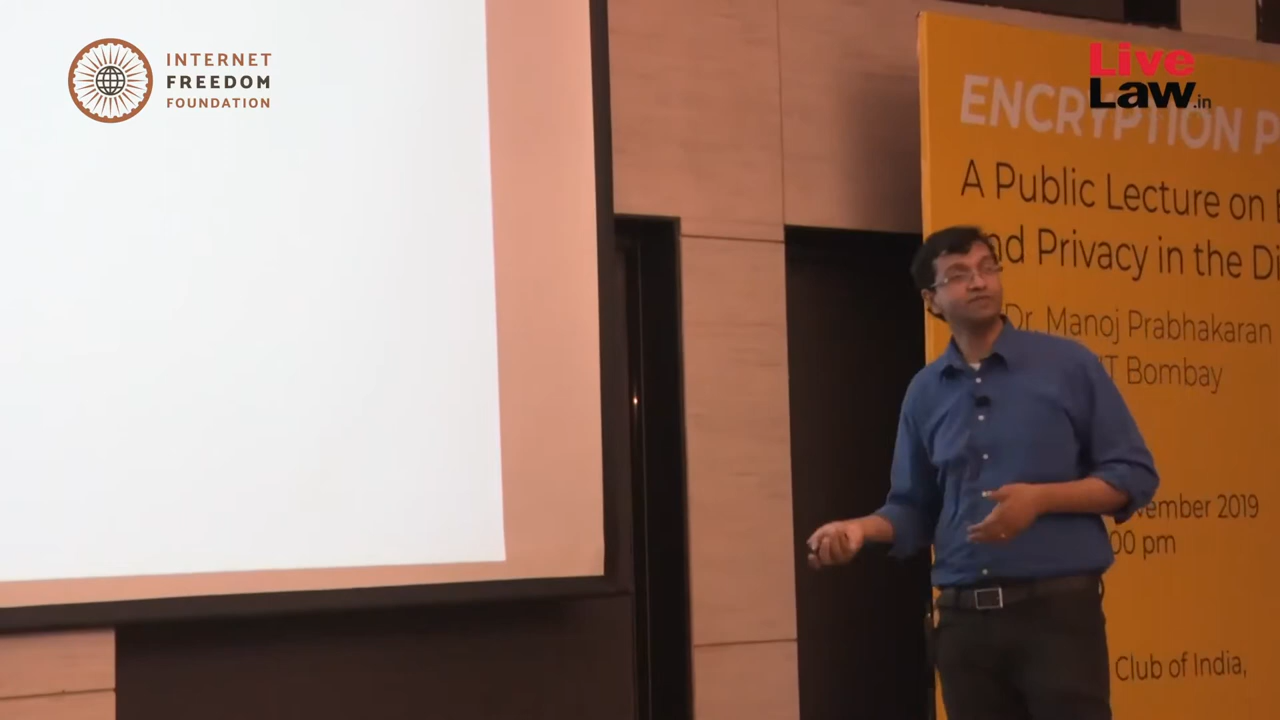 INTERNET
FREEDOM
FOUNDATION
Live
Law.in
ENCRYPTION P
A Public Lecture on
nd Privacy in the Di
Dr. Manoj Prabhakaran
IT Bombay
vember 2019
00 pm
Club of India,